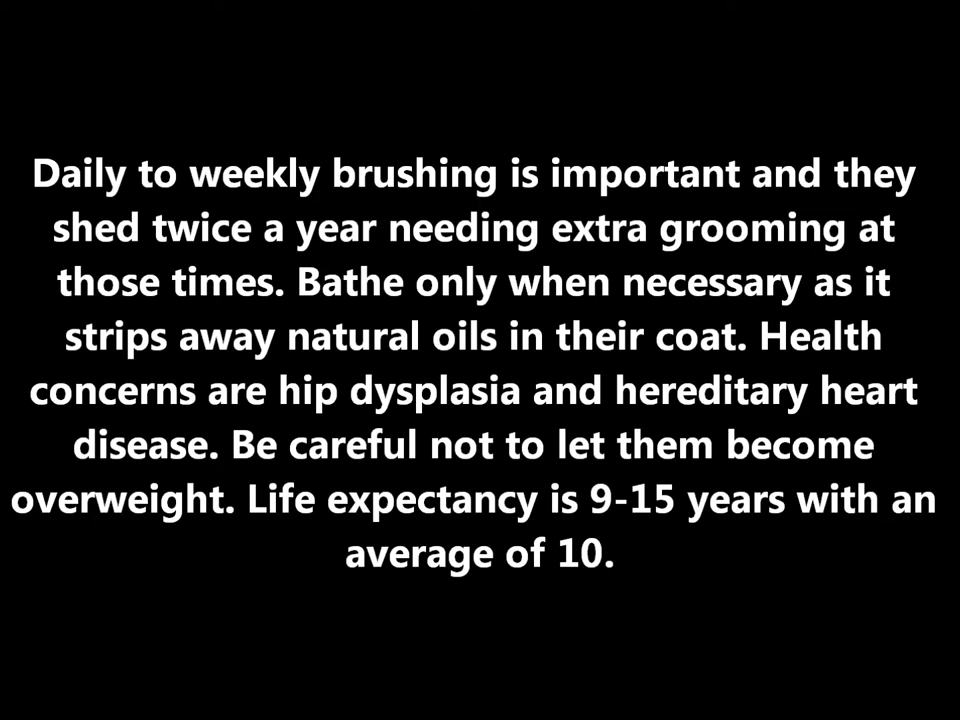 Daily to weekly brushing is important and they
shed twice a year needing extra grooming at
those times. Bathe only when necessary as it
strips away natural oils in their coat. Health
concerns are hip dysplasia and hereditary heart
disease. Be careful not to let them become
overweight. Life expectancy is 9-15 years with an
average of 10.